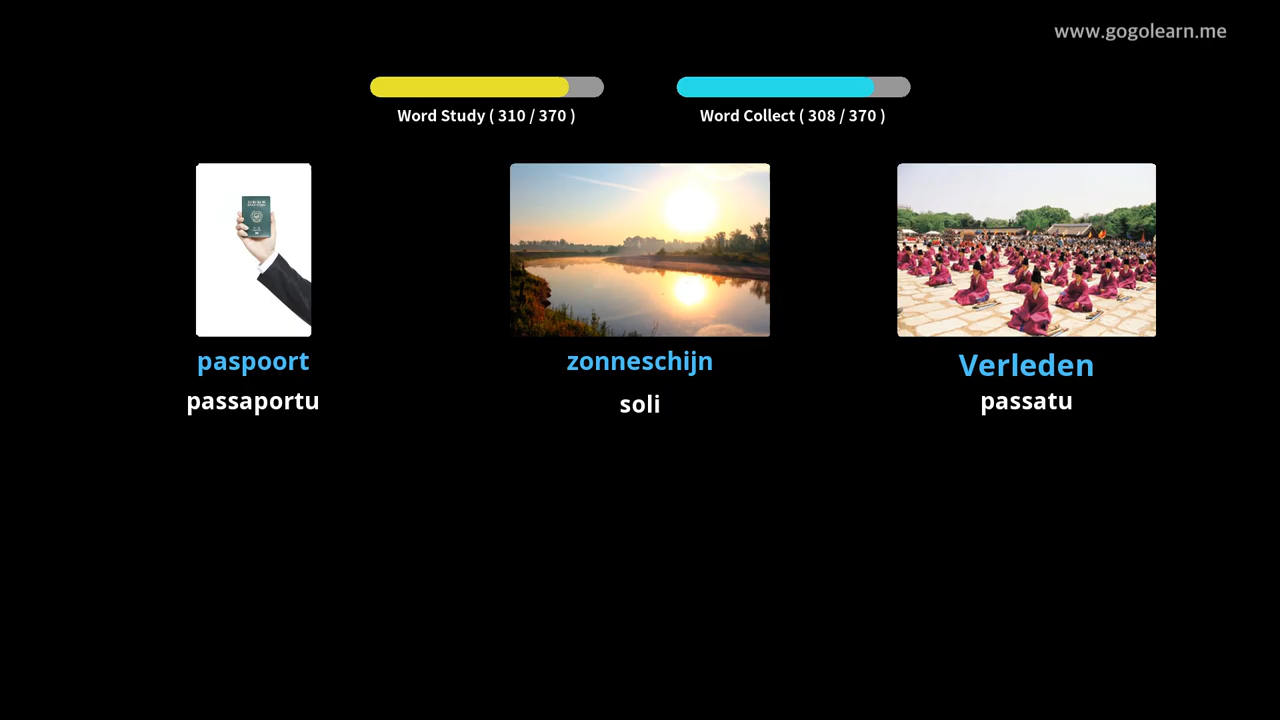 www.gogolearn.me
Word Study ( 310 / 370 )
Word Collect ( 308 / 370 )
paspoort
zonneschijn
Verleden
passaportu
soli
passatu